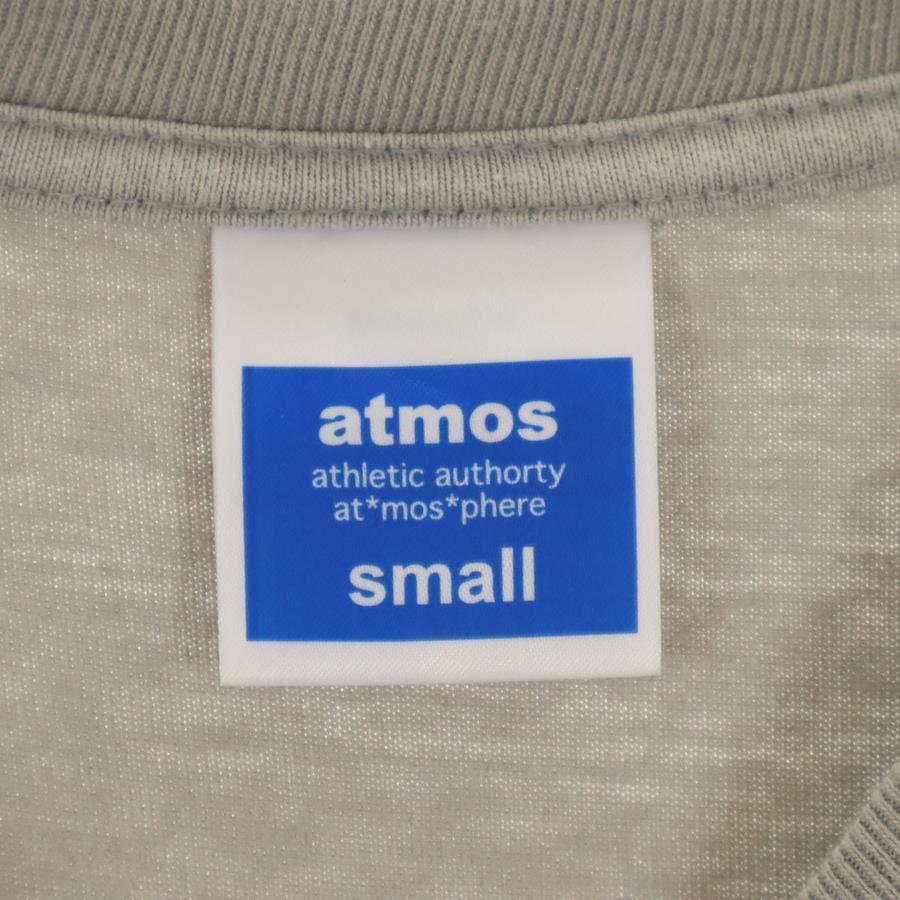 atmos
athletic authorty
at*mos*phere
small